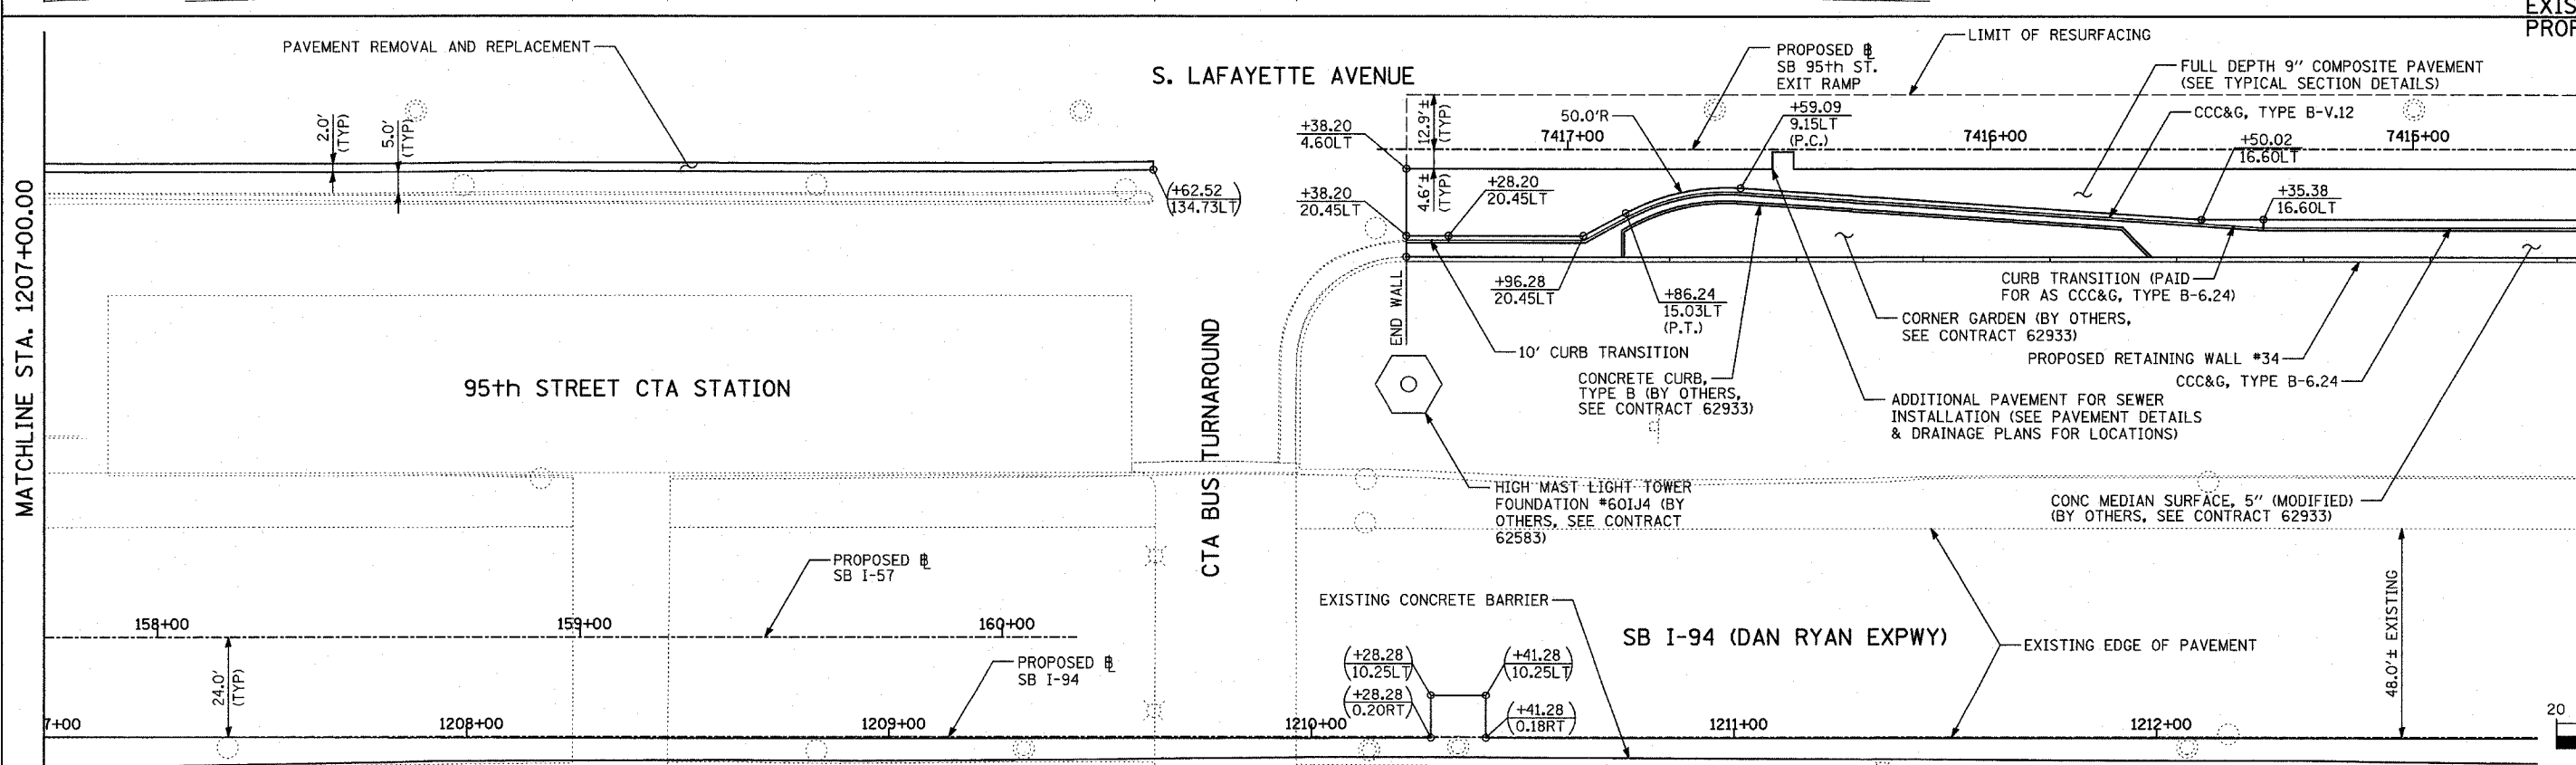 EXIS
PROP
PAVEMENT REMOVAL AND REPLACEMENT
S. LAFAYETTE AVENUE
PROPOSED ℄
SB 95th ST.
EXIT RAMP
LIMIT OF RESURFACING
FULL DEPTH 9" COMPOSITE PAVEMENT
(SEE TYPICAL SECTION DETAILS)
CCC&G, TYPE B-V.12
2.0'
(TYP)
5.0'
(TYP)
+38.20
4.60LT
12.9'±
(TYP)
50.0'R
7417+00
+59.09
9.15LT
(P.C.)
7416+00
+50.02
16.60LT
7415+00
(+62.52
134.73LT)
+38.20
20.45LT
4.6'±
(TYP)
+28.20
20.45LT
+35.38
16.60LT
MATCHLINE STA. 1207+00.00
95th STREET CTA STATION
CTA BUS TURNAROUND
END WALL
+96.28
20.45LT
+86.24
15.03LT
(P.T.)
10' CURB TRANSITION
CONCRETE CURB,
TYPE B (BY OTHERS,
SEE CONTRACT 62933)
CURB TRANSITION (PAID
FOR AS CCC&G, TYPE B-6.24)
CORNER GARDEN (BY OTHERS,
SEE CONTRACT 62933)
PROPOSED RETAINING WALL #34
CCC&G, TYPE B-6.24
ADDITIONAL PAVEMENT FOR SEWER
INSTALLATION (SEE PAVEMENT DETAILS
& DRAINAGE PLANS FOR LOCATIONS)
HIGH MAST LIGHT TOWER
FOUNDATION #60IJ4 (BY
OTHERS, SEE CONTRACT
62583)
CONC MEDIAN SURFACE, 5" (MODIFIED)
(BY OTHERS, SEE CONTRACT 62933)
PROPOSED ℄
SB I-57
158+00
159+00
160+00
24.0'
(TYP)
PROPOSED ℄
SB I-94
EXISTING CONCRETE BARRIER
SB I-94 (DAN RYAN EXPWY)
EXISTING EDGE OF PAVEMENT
48.0'± EXISTING
(+28.28
10.25LT)
(+41.28
10.25LT)
(+28.28
0.20RT)
(+41.28
0.18RT)
7+00
1208+00
1209+00
1210+00
1211+00
1212+00
20